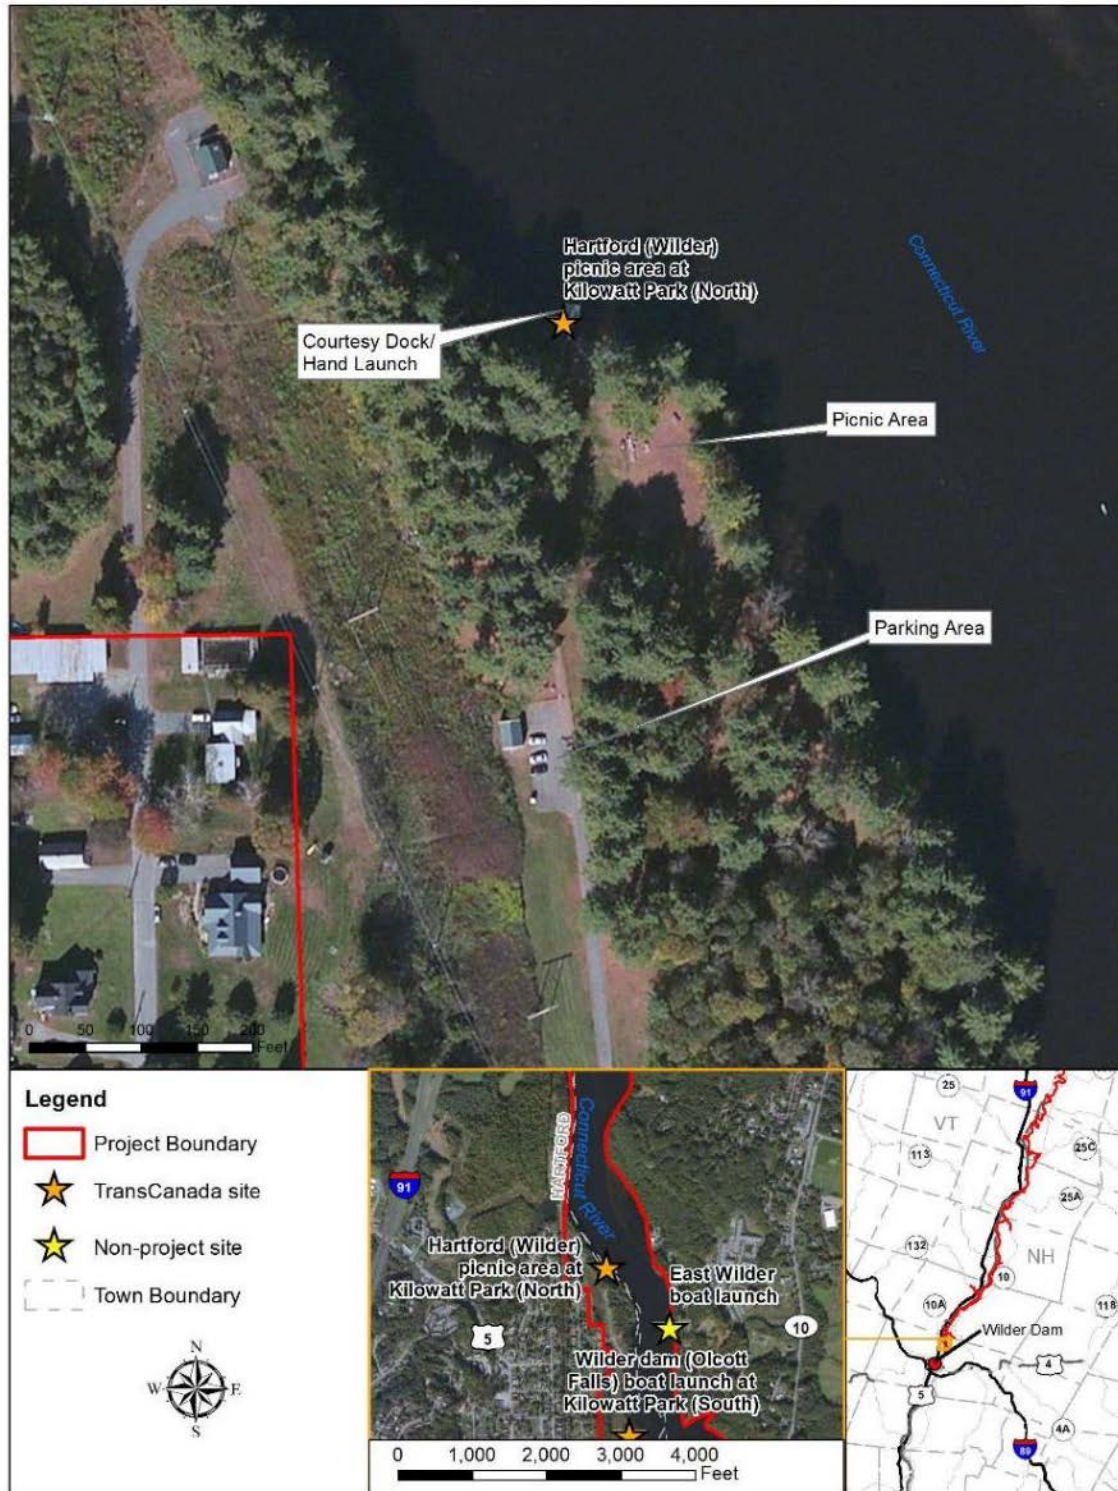 Hartford (Wilder)
picnic area at
Kilowatt Park (North)
Connecticut River
Courtesy Dock/
Hand Launch
Picnic Area
Parking Area
0 50 100 150 200
Feet
Legend
Project Boundary
TransCanada site
Non-project site
Town Boundary
N
W E
S
HARTFORD
Connecticut River
91
Hartford (Wilder)
picnic area at
Kilowatt Park (North)
East Wilder
boat launch
5
10
Wilder dam (Olcott
Falls) boat launch at
Kilowatt Park (South)
0 1,000 2,000 3,000 4,000
Feet
25
91
VT
113
25C
25A
132
NH
10
10A
118
Wilder Dam
4
5
4A
89